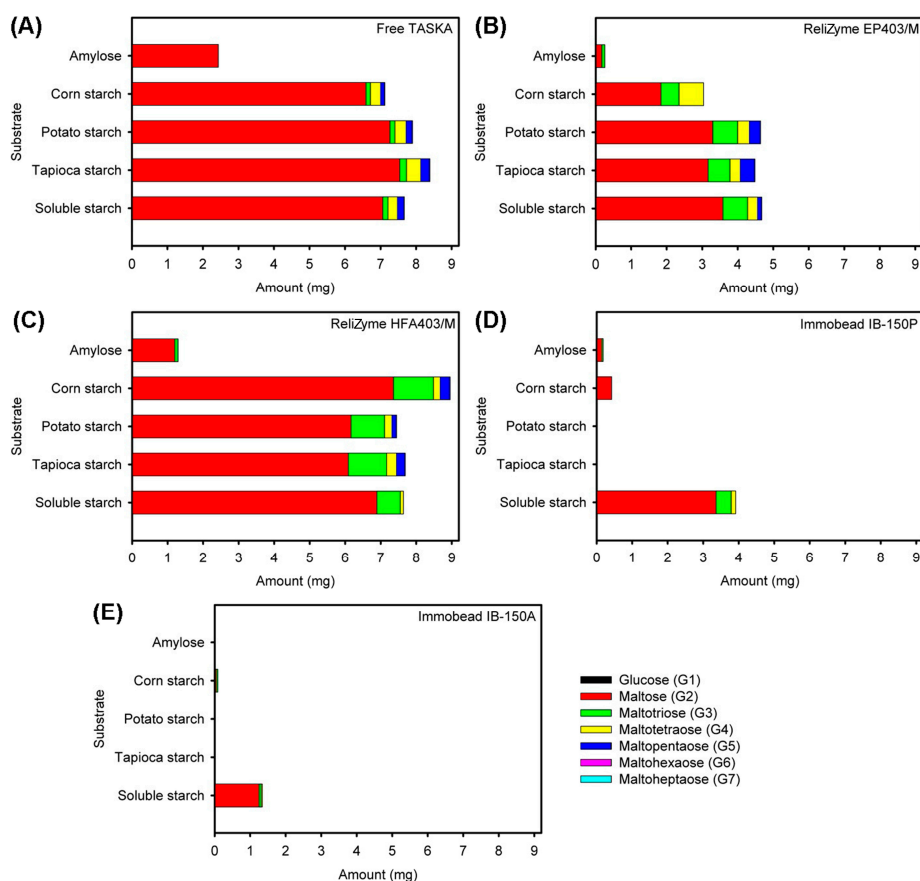 (A)
Free TASKA
Substrate
Amylose
Corn starch
Potato starch
Tapioca starch
Soluble starch
0 1 2 3 4 5 6 7 8 9
Amount (mg)
(B)
ReliZyme EP403/M
Substrate
Amylose
Corn starch
Potato starch
Tapioca starch
Soluble starch
0 1 2 3 4 5 6 7 8 9
Amount (mg)
(C)
ReliZyme HFA403/M
Substrate
Amylose
Corn starch
Potato starch
Tapioca starch
Soluble starch
0 1 2 3 4 5 6 7 8 9
Amount (mg)
(D)
Immobead IB-150P
Substrate
Amylose
Corn starch
Potato starch
Tapioca starch
Soluble starch
0 1 2 3 4 5 6 7 8 9
Amount (mg)
(E)
Immobead IB-150A
Substrate
Amylose
Corn starch
Potato starch
Tapioca starch
Soluble starch
0 1 2 3 4 5 6 7 8 9
Amount (mg)
Glucose (G1)
Maltose (G2)
Maltotriose (G3)
Maltotetraose (G4)
Maltopentaose (G5)
Maltohexaose (G6)
Maltoheptaose (G7)